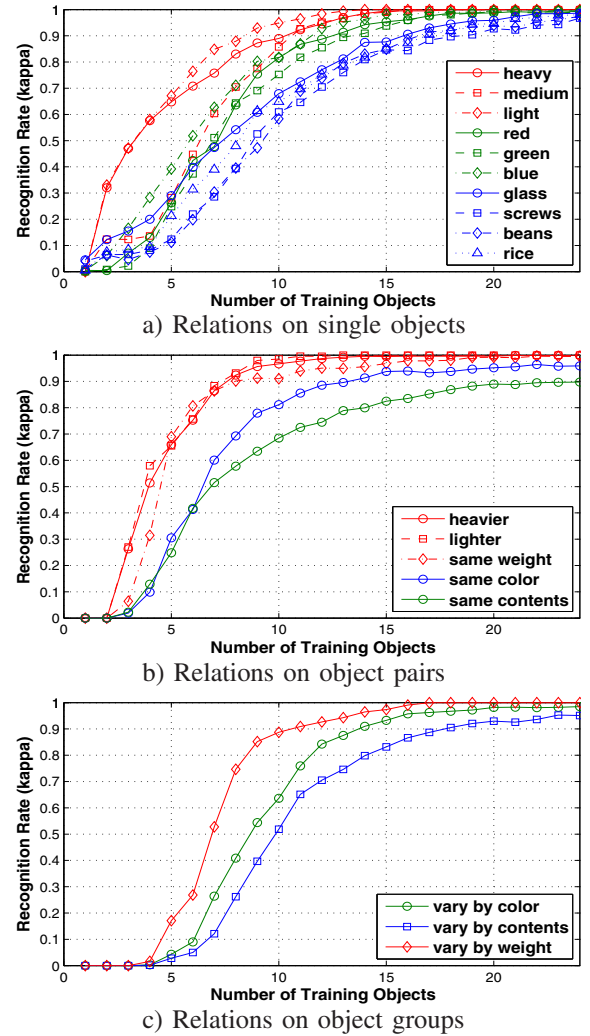 1
0.9
0.8
0.7
0.6
0.5
0.4
0.3
0.2
0.1
0
Recognition Rate (kappa)
heavy
medium
light
red
green
blue
glass
screws
beans
rice
0 5 10 15 20
Number of Training Objects
a) Relations on single objects
1
0.9
0.8
0.7
0.6
0.5
0.4
0.3
0.2
0.1
0
Recognition Rate (kappa)
heavier
lighter
same weight
same color
same contents
0 5 10 15 20
Number of Training Objects
b) Relations on object pairs
1
0.9
0.8
0.7
0.6
0.5
0.4
0.3
0.2
0.1
0
Recognition Rate (kappa)
vary by color
vary by contents
vary by weight
0 5 10 15 20
Number of Training Objects
c) Relations on object groups